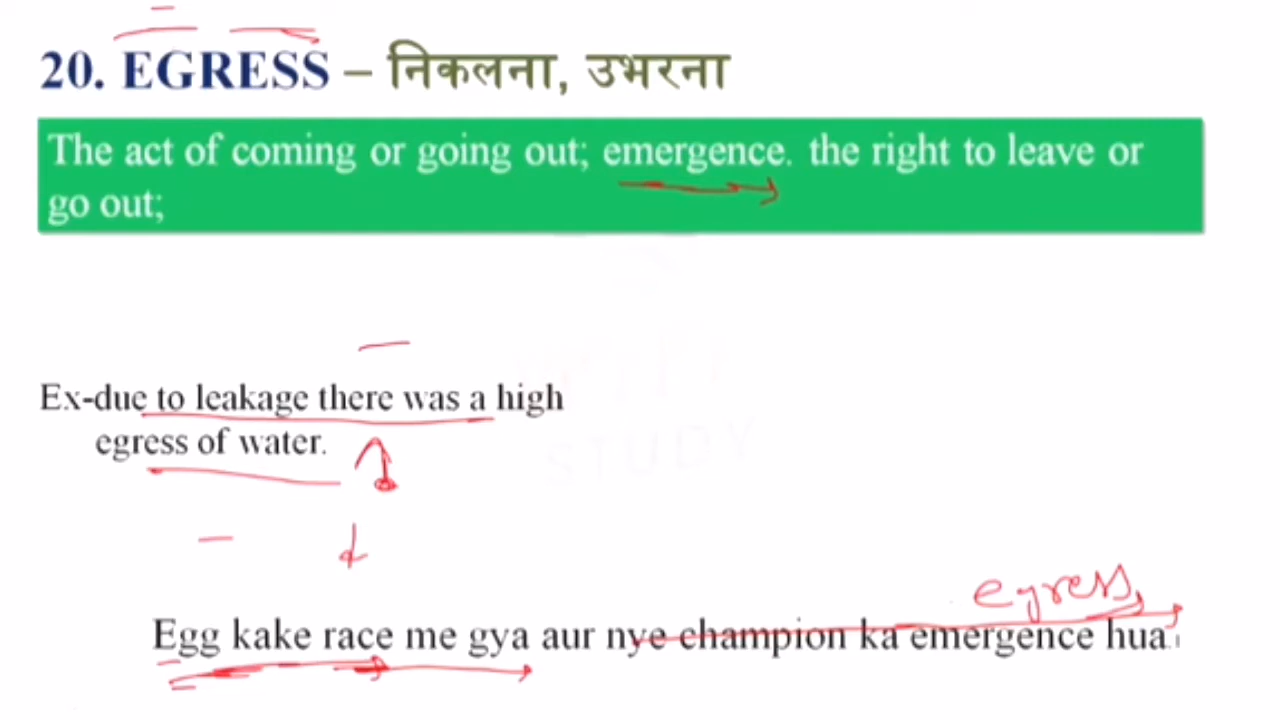 20. EGRESS – निकलना, उभरना
The act of coming or going out; emergence. the right to leave or
go out;
Ex-due to leakage there was a high
egress of water.
STUDY
egress
Egg kake race me gya aur nye champion ka emergence hua.